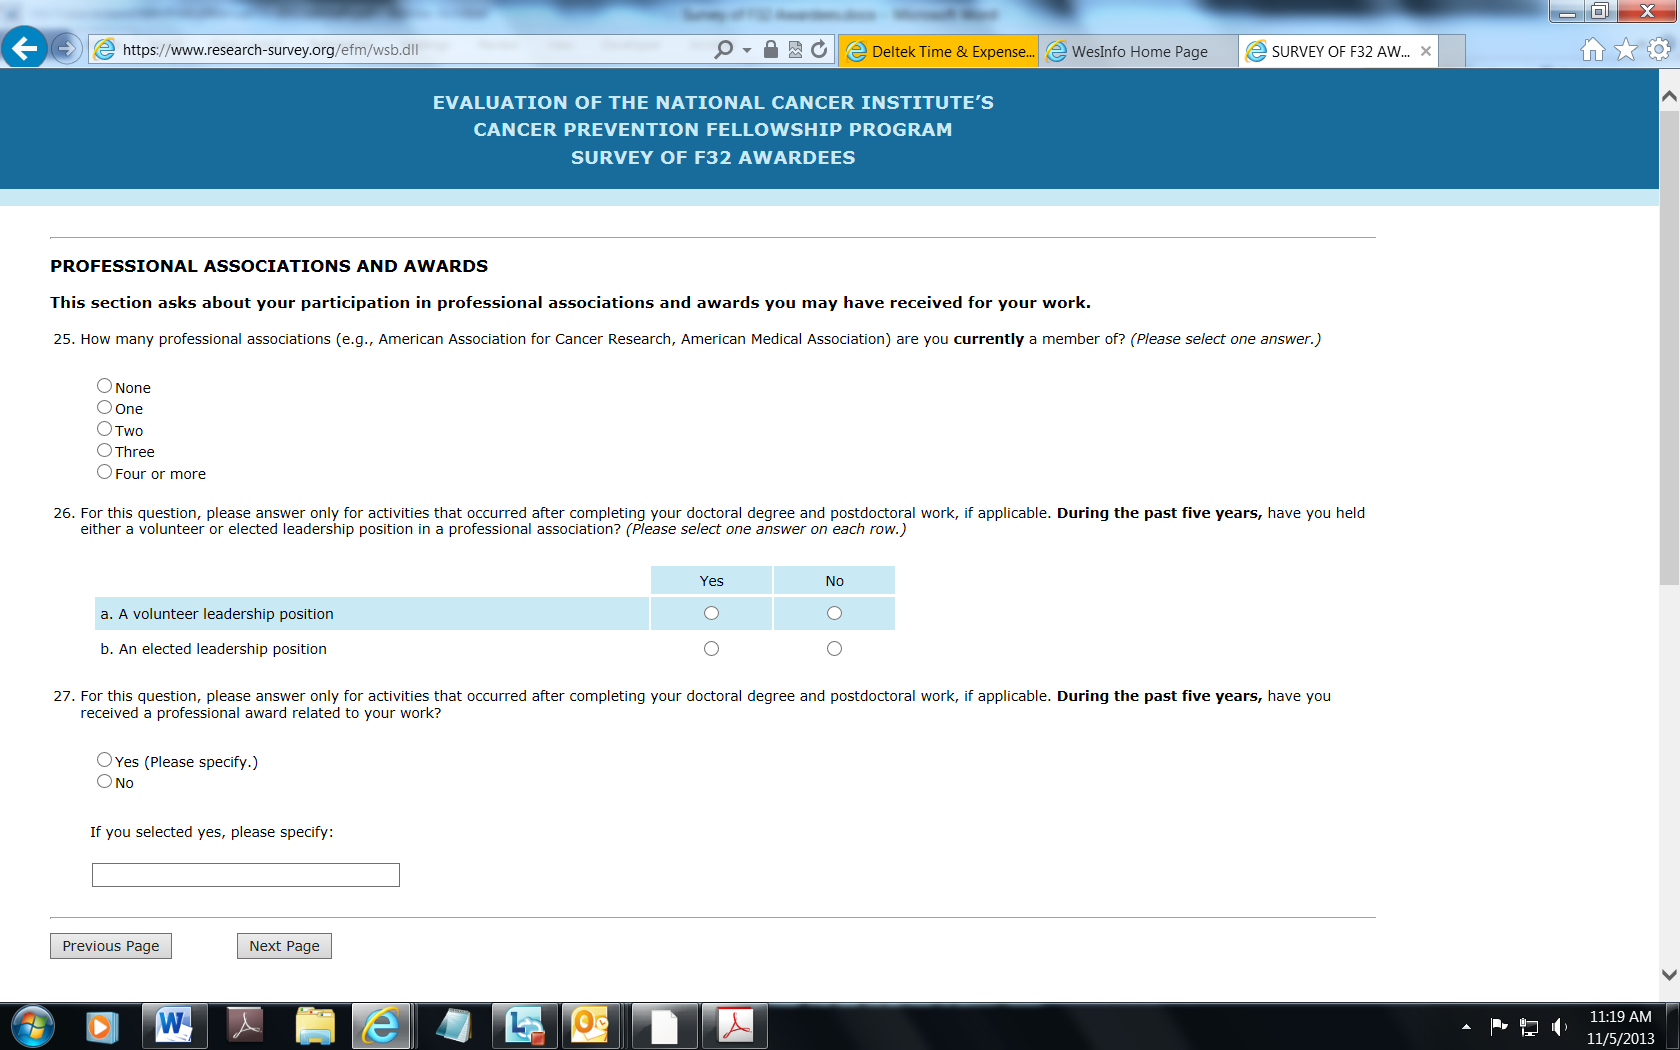 Survey of F32 Awardees.docx - Microsoft Word
https://www.research-survey.org/efm/wsb.dll
Deltek Time & Expense...
WesInfo Home Page
SURVEY OF F32 AW...
EVALUATION OF THE NATIONAL CANCER INSTITUTE’S
CANCER PREVENTION FELLOWSHIP PROGRAM
SURVEY OF F32 AWARDEES
PROFESSIONAL ASSOCIATIONS AND AWARDS
This section asks about your participation in professional associations and awards you may have received for your work.
25. How many professional associations (e.g., American Association for Cancer Research, American Medical Association) are you currently a member of? (Please select one answer.)
None
One
Two
Three
Four or more
26. For this question, please answer only for activities that occurred after completing your doctoral degree and postdoctoral work, if applicable. During the past five years, have you held
either a volunteer or elected leadership position in a professional association? (Please select one answer on each row.)
Yes No
a. A volunteer leadership position
b. An elected leadership position
27. For this question, please answer only for activities that occurred after completing your doctoral degree and postdoctoral work, if applicable. During the past five years, have you
received a professional award related to your work?
Yes (Please specify.)
No
If you selected yes, please specify:
Previous Page Next Page
11:19 AM
11/5/2013